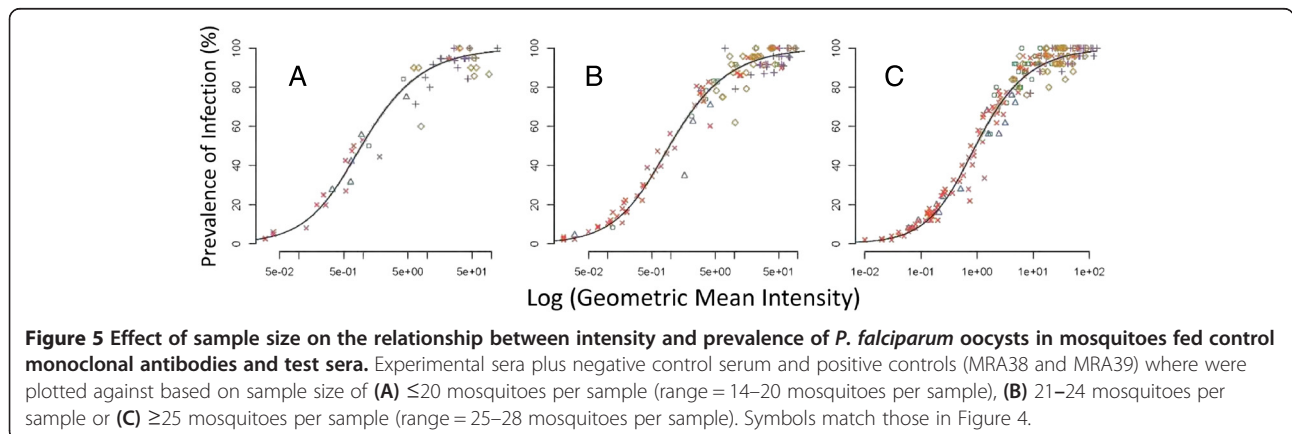 Prevalence of Infection (%)
A
B
C
0 20 40 60 80 100
5e-02 5e-01 5e+00 5e+01
0 20 40 60 80 100
5e-02 5e-01 5e+00 5e+01
0 20 40 60 80 100
1e-02 1e-01 1e+00 1e+01 1e+02
Log (Geometric Mean Intensity)
Figure 5 Effect of sample size on the relationship between intensity and prevalence of P. falciparum oocysts in mosquitoes fed control
monoclonal antibodies and test sera. Experimental sera plus negative control serum and positive controls (MRA38 and MRA39) where were
plotted against based on sample size of (A) ≤20 mosquitoes per sample (range = 14–20 mosquitoes per sample), (B) 21–24 mosquitoes per
sample or (C) ≥25 mosquitoes per sample (range = 25–28 mosquitoes per sample). Symbols match those in Figure 4.